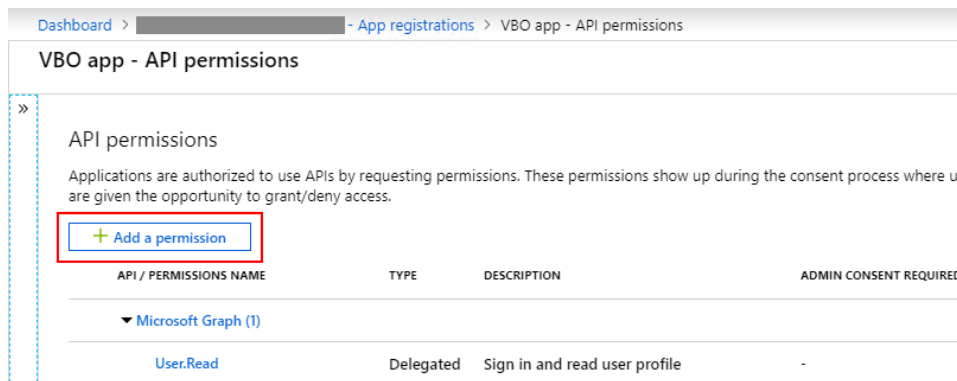 Dashboard > - App registrations > VBO app - API permissions
VBO app - API permissions
»
API permissions
Applications are authorized to use APIs by requesting permissions. These permissions show up during the consent process where u
are given the opportunity to grant/deny access.
+ Add a permission
API / PERMISSIONS NAME TYPE DESCRIPTION ADMIN CONSENT REQUIRED
Microsoft Graph (1)
User.Read Delegated Sign in and read user profile -